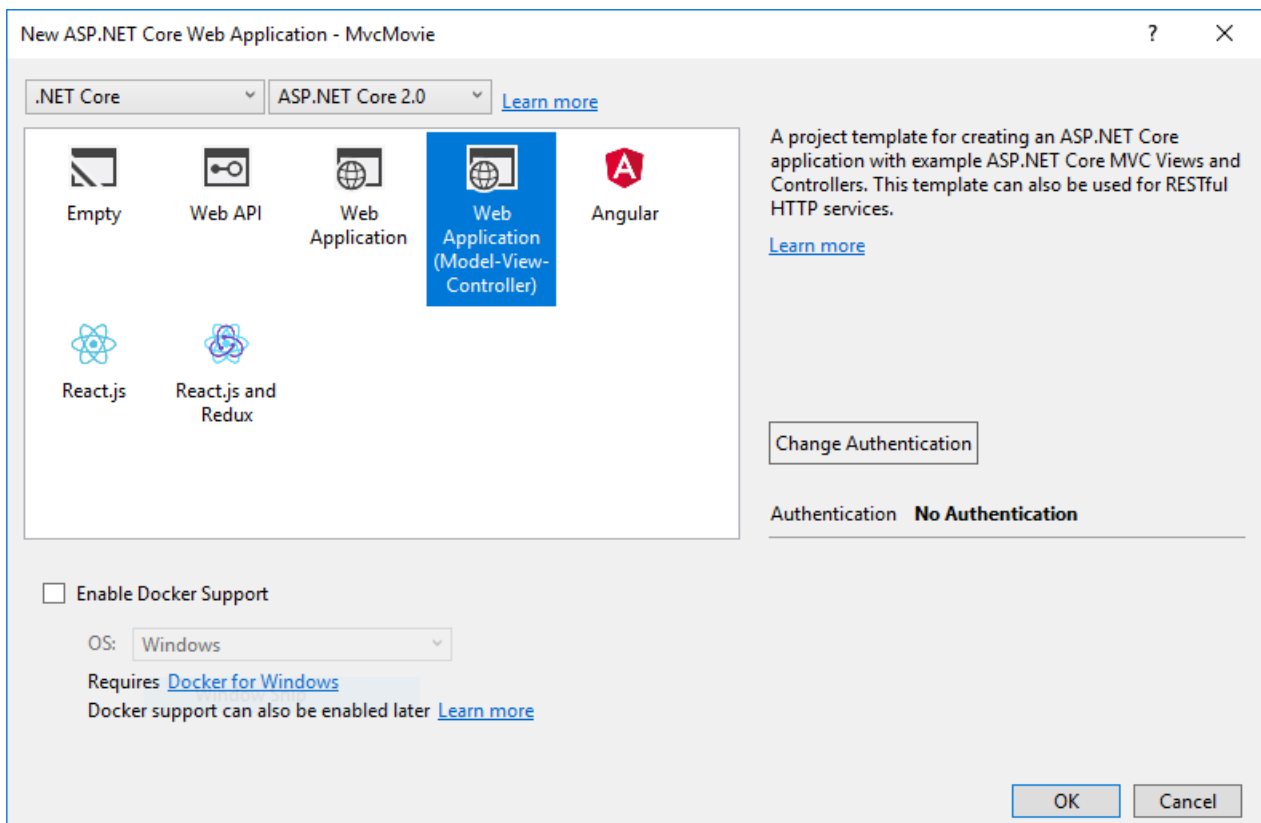 New ASP.NET Core Web Application - MvcMovie
?
.NET Core
ASP.NET Core 2.0
Learn more
Empty
Web API
Web
Application
Web
Application
(Model-View-
Controller)
Angular
React.js
React.js and
Redux
A project template for creating an ASP.NET Core
application with example ASP.NET Core MVC Views and
Controllers. This template can also be used for RESTful
HTTP services.
Learn more
Change Authentication
Authentication No Authentication
Enable Docker Support
OS: Windows
Requires Docker for Windows
Window Snip
Docker support can also be enabled later Learn more
OK
Cancel